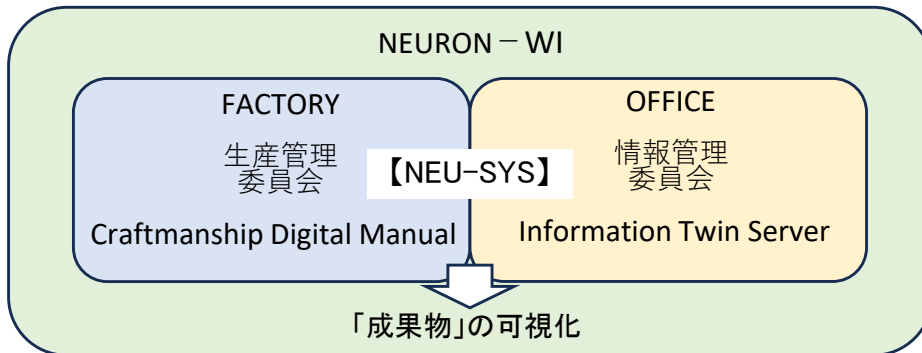 NEURON－WI
FACTORY
生産管理
委員会
Craftmanship Digital Manual
【NEU-SYS】
OFFICE
情報管理
委員会
Information Twin Server
「成果物」の可視化